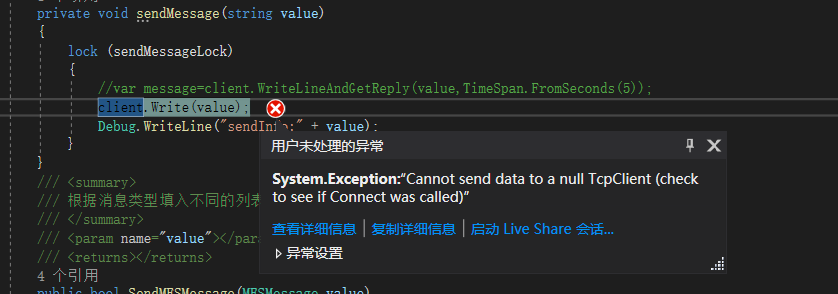 private void sendMessage(string value)
{
lock (sendMessageLock)
{
//var message=client.WriteLineAndGetReply(value,TimeSpan.FromSeconds(5));
client.Write(value);
Debug.WriteLine("sendInfo:" + value);
}
}
/// <summary>
/// 根据消息类型填入不同的列表
/// </summary>
/// <param name="value"></para
/// <returns></returns>
4 个引用
public bool SendMESMessage(MESMessage value)
用户未处理的异常
System.Exception:“Cannot send data to a null TcpClient (check
to see if Connect was called)”
查看详细信息 | 复制详细信息 | 启动 Live Share 会话...
异常设置